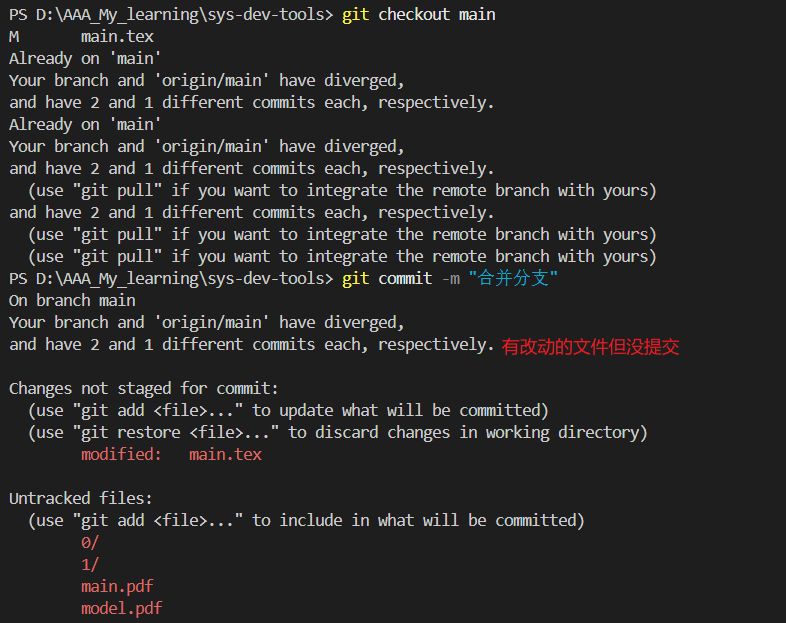 PS D:\AAA_My_learning\sys-dev-tools> git checkout main
M       main.tex
Already on 'main'
Your branch and 'origin/main' have diverged,
and have 2 and 1 different commits each, respectively.
Already on 'main'
Your branch and 'origin/main' have diverged,
and have 2 and 1 different commits each, respectively.
  (use "git pull" if you want to integrate the remote branch with yours)
and have 2 and 1 different commits each, respectively.
  (use "git pull" if you want to integrate the remote branch with yours)
  (use "git pull" if you want to integrate the remote branch with yours)
PS D:\AAA_My_learning\sys-dev-tools> git commit -m "合并分支"
On branch main
Your branch and 'origin/main' have diverged,
and have 2 and 1 different commits each, respectively. 有改动的文件但没提交
Changes not staged for commit:
  (use "git add <file>..." to update what will be committed)
  (use "git restore <file>..." to discard changes in working directory)
        modified:   main.tex
Untracked files:
  (use "git add <file>..." to include in what will be committed)
        0/
        1/
        main.pdf
        model.pdf